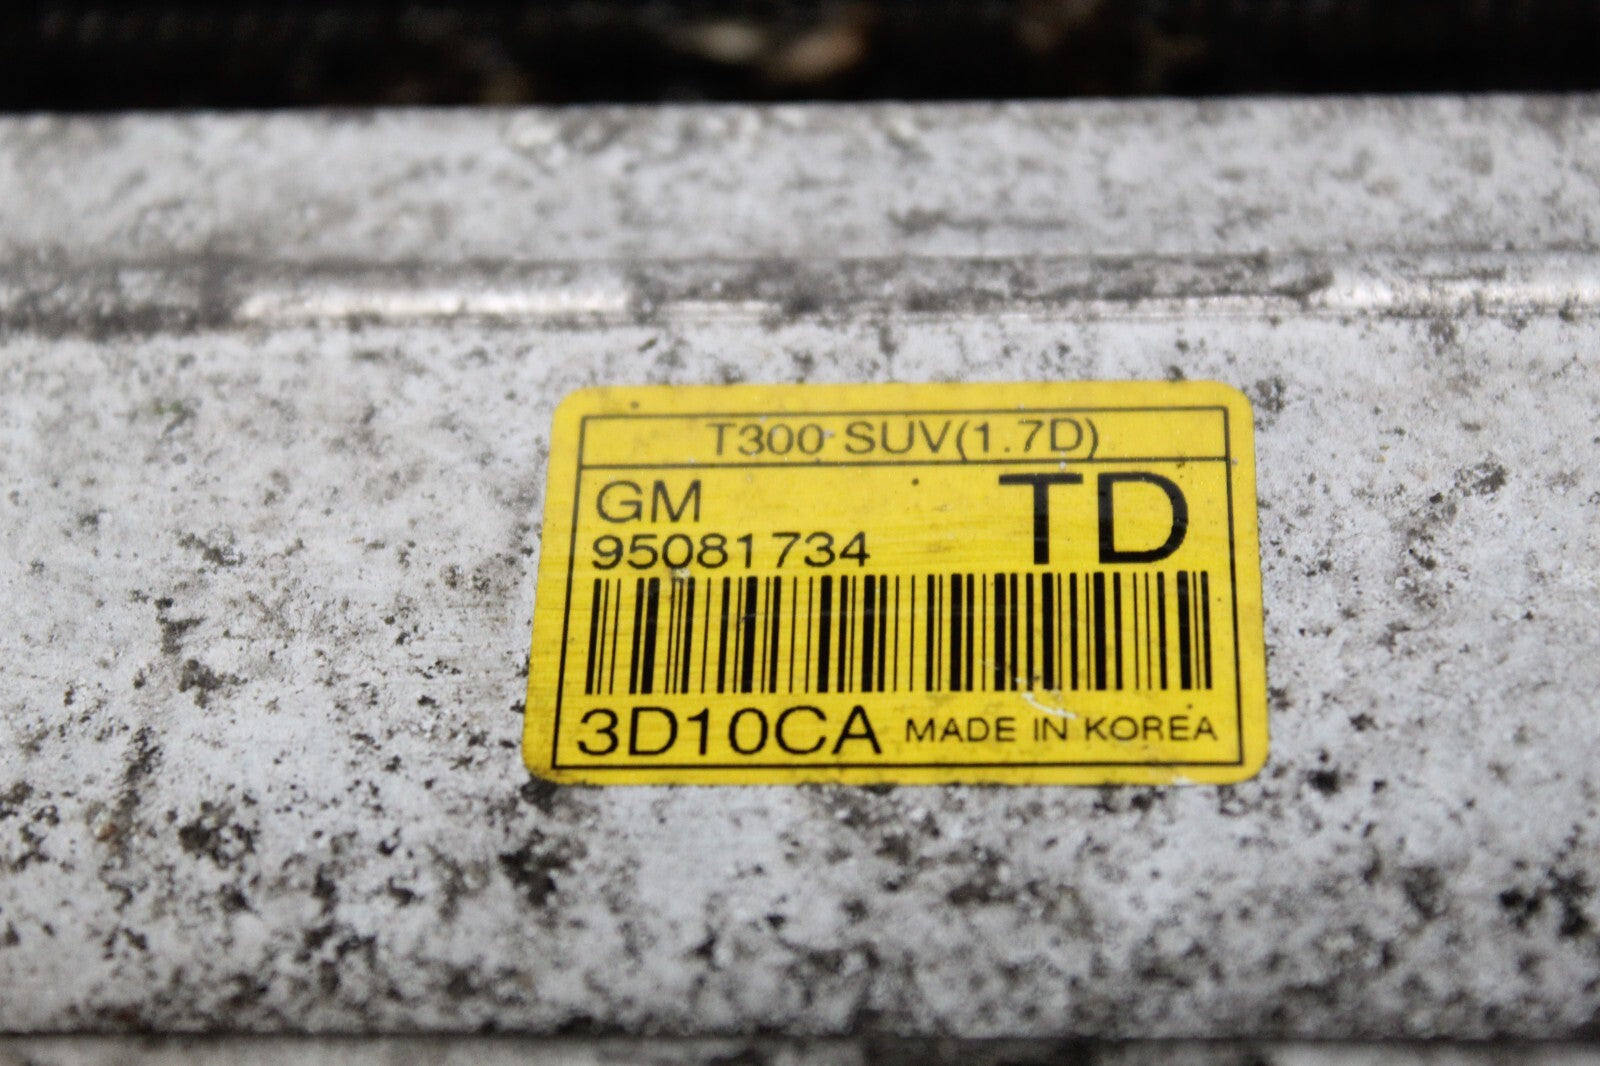 T300 SUV(1.7D)
GM
TD
95081734
3D10CA MADE IN KOREA